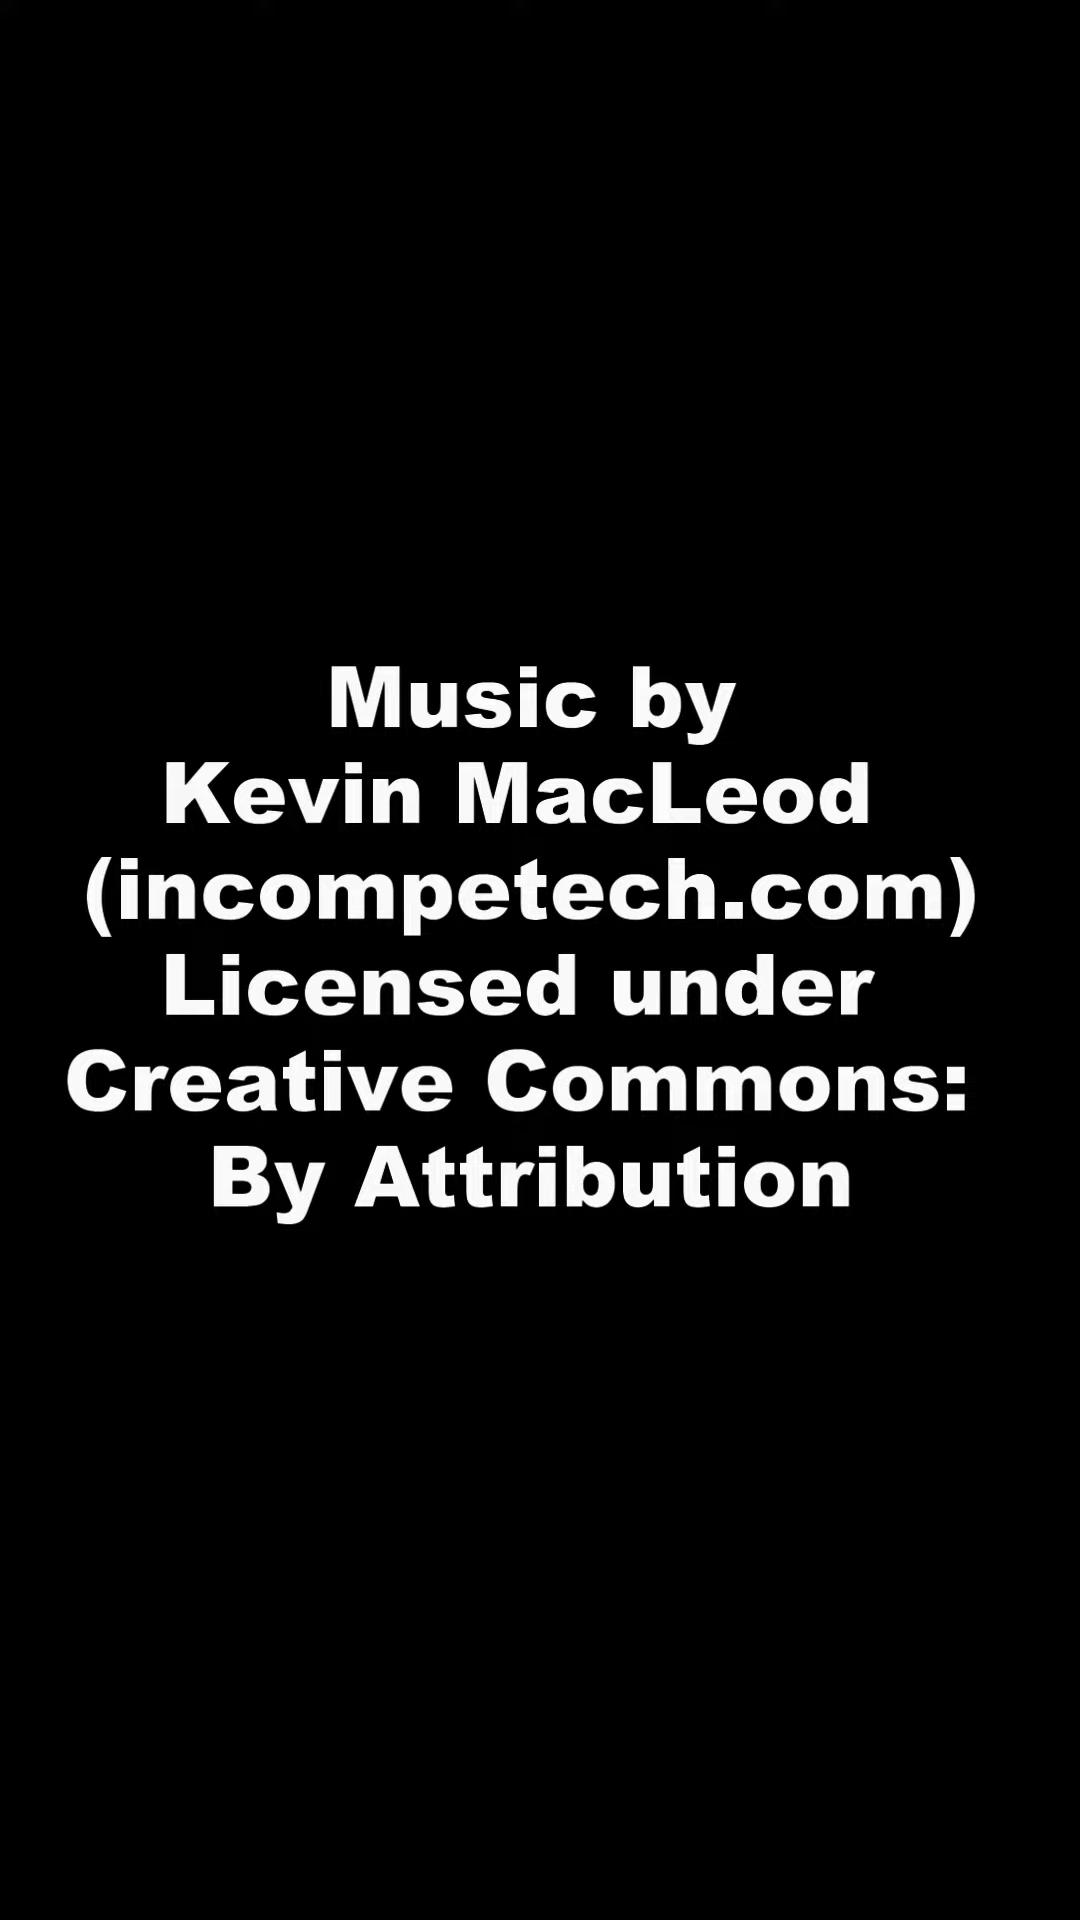 Music by
Kevin MacLeod
(incompetech.com)
Licensed under
Creative Commons:
By Attribution